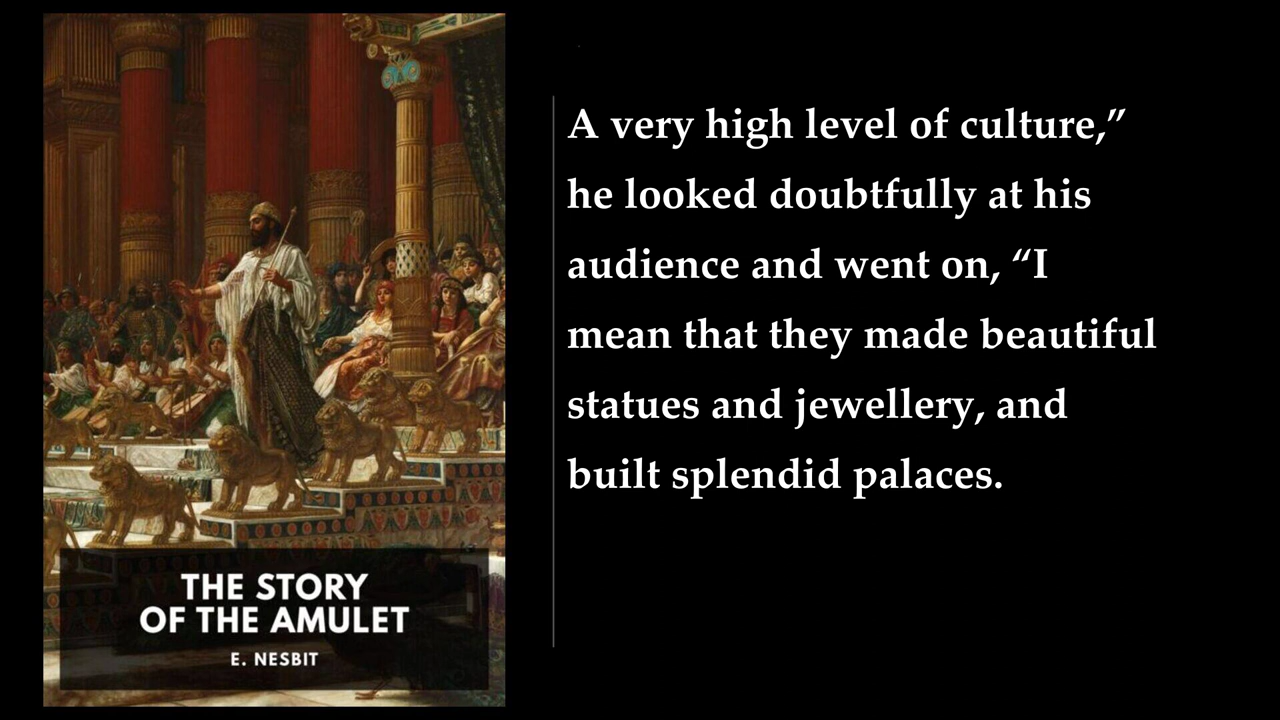 THE STORY
OF THE AMULET
E. NESBIT
A very high level of culture,”
he looked doubtfully at his
audience and went on, “I
mean that they made beautiful
statues and jewellery, and
built splendid palaces.